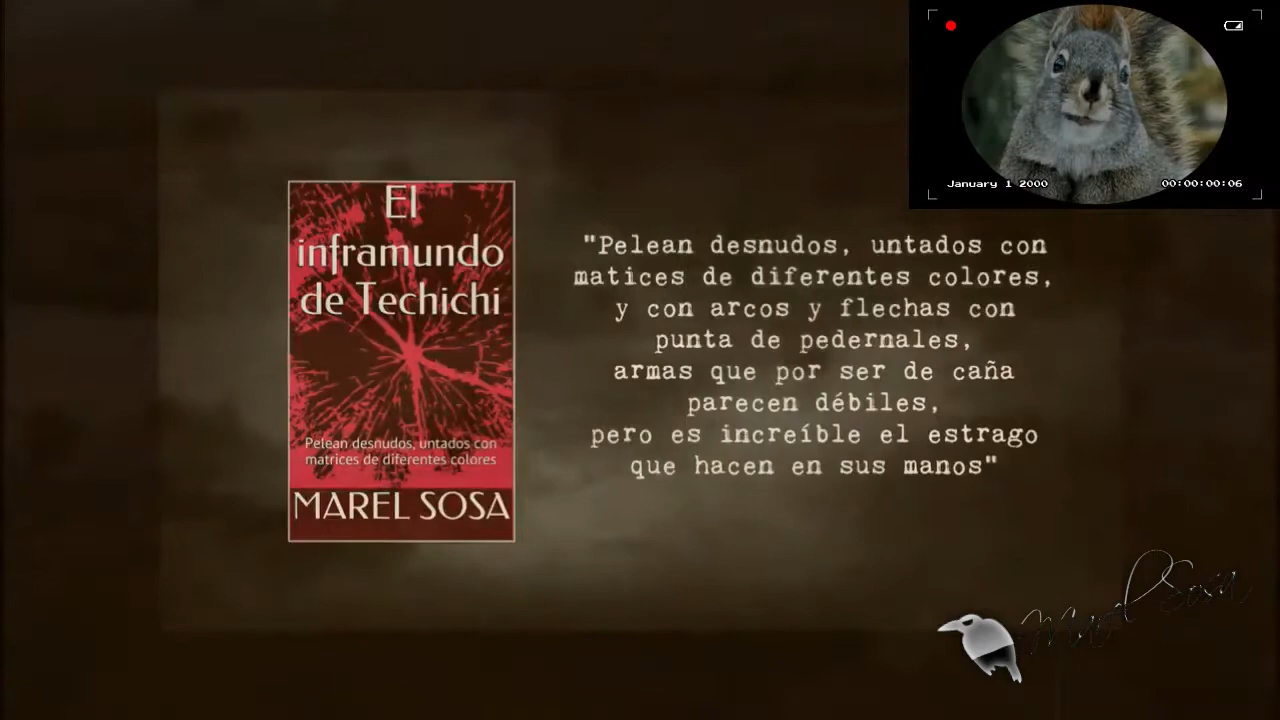 January 1 2000
00:00:00:06
El
inframundo
de Techichi
Pelean desnudos, untados con
matrices de diferentes colores
MAREL SOSA
"Pelean desnudos, untados con
matices de diferentes colores,
y con arcos y flechas con
punta de pedernales,
armas que por ser de caña
parecen débiles,
pero es increíble el estrago
que hacen en sus manos"
Marel Sosa